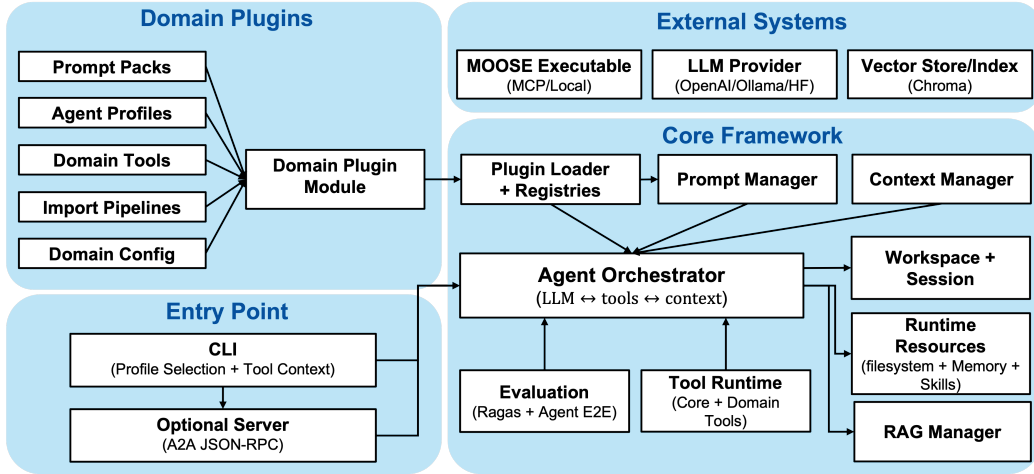 Domain Plugins
Prompt Packs
Agent Profiles
Domain Tools
Import Pipelines
Domain Config
Domain Plugin
Module
Entry Point
CLI
(Profile Selection + Tool Context)
Optional Server
(A2A JSON-RPC)
External Systems
MOOSE Executable
(MCP/Local)
LLM Provider
(OpenAI/Ollama/HF)
Vector Store/Index
(Chroma)
Core Framework
Plugin Loader
+ Registries
Prompt Manager
Context Manager
Agent Orchestrator
(LLM ↔ tools ↔ context)
Workspace +
Session
Runtime
Resources
(filesystem + Memory +
Skills)
Evaluation
(Ragas + Agent E2E)
Tool Runtime
(Core + Domain
Tools)
RAG Manager